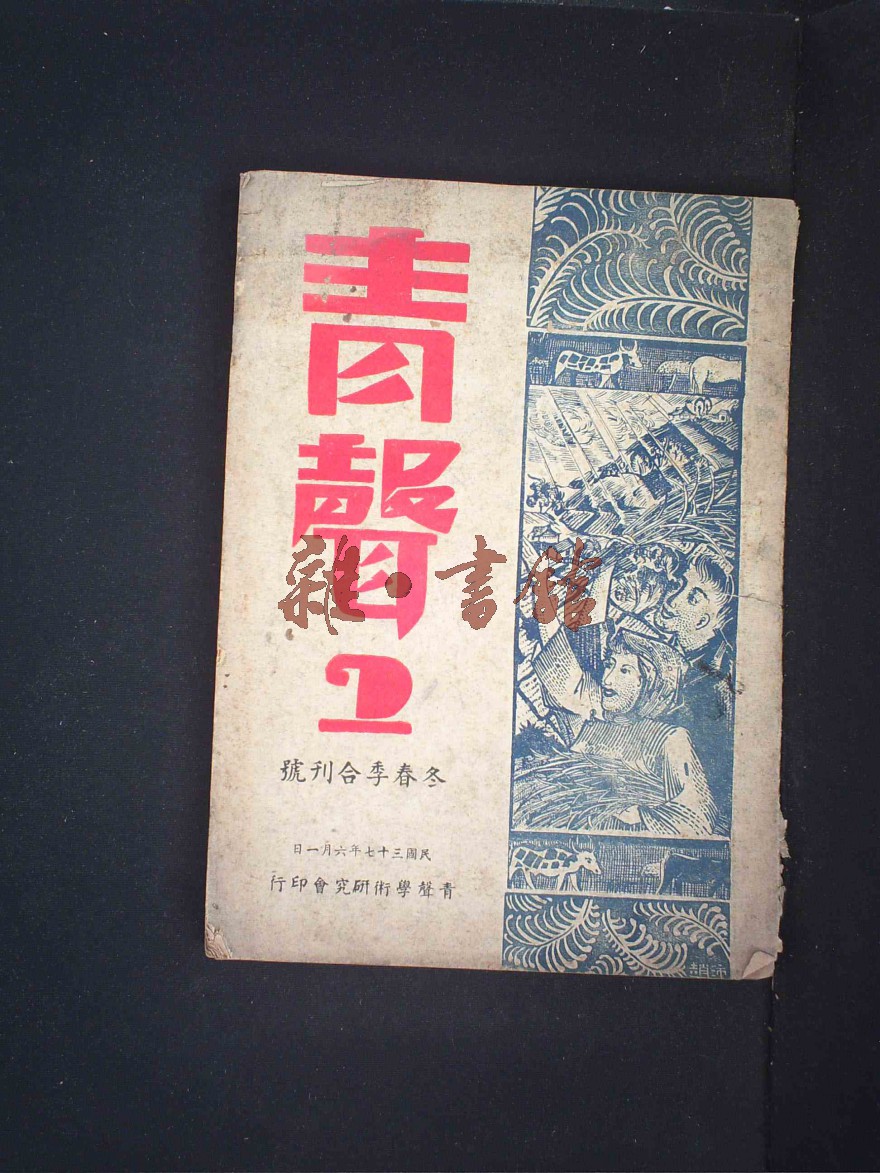 青聲
2
冬春季合刊號
民國三十七年六月一日
青聲學術研究會印行
雜·書館